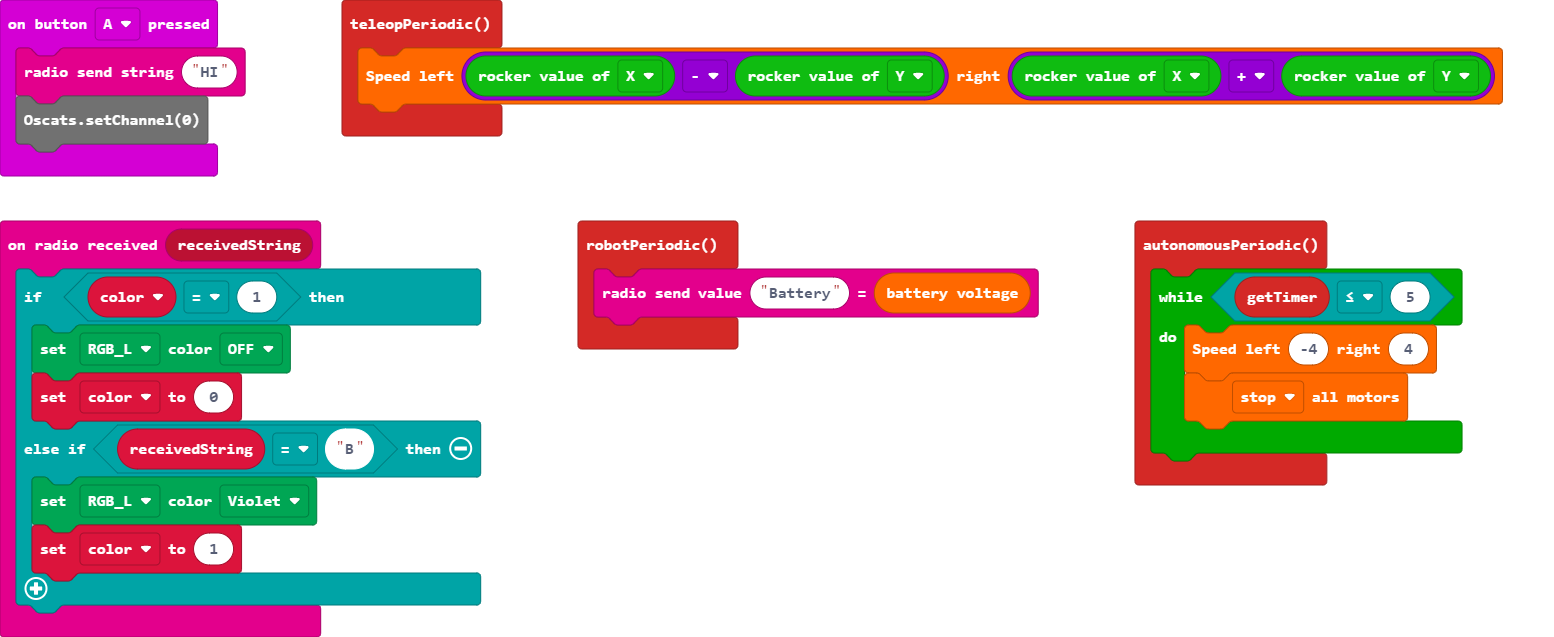 on button A pressed
radio send string "HI"
Oscats.setChannel(0)
teleopPeriodic()
Speed left rocker value of X - rocker value of Y right rocker value of X + rocker value of Y
on radio received receivedString
if color = 1 then
set RGB_L color OFF
set color to 0
else if receivedString = "B" then
set RGB_L color Violet
set color to 1
robotPeriodic()
radio send value "Battery" = battery voltage
autonomousPeriodic()
while getTimer ≤ 5
do
Speed left -4 right 4
stop all motors